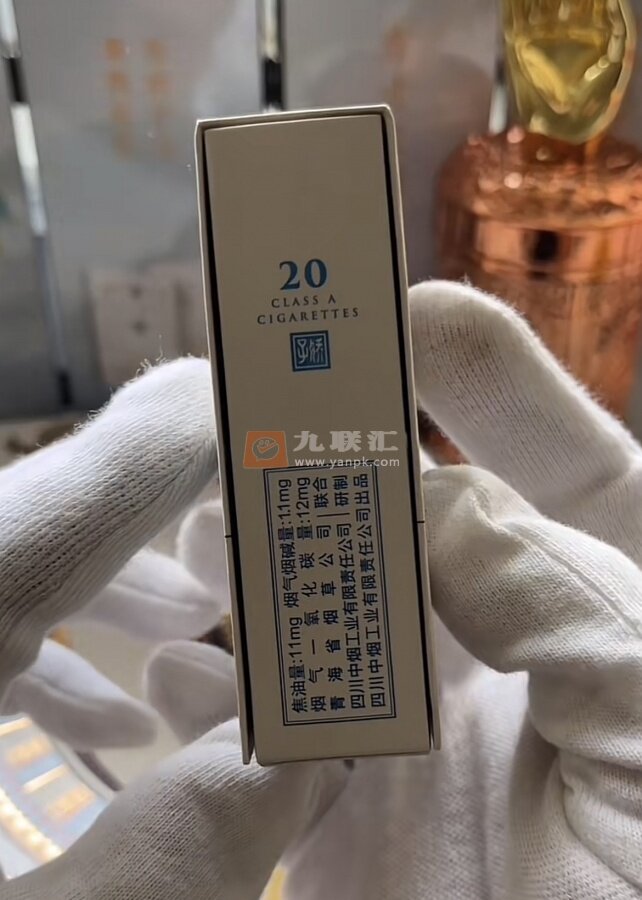 20
CLASS A
CIGARETTES
子娇
九联汇
www.yanpk.com
焦油量:11mg 烟气烟碱量:1.1mg
烟气一氧化碳量:12mg
青海省烟草公司 联合
四川中烟工业有限责任公司 研制
四川中烟工业有限责任公司出品